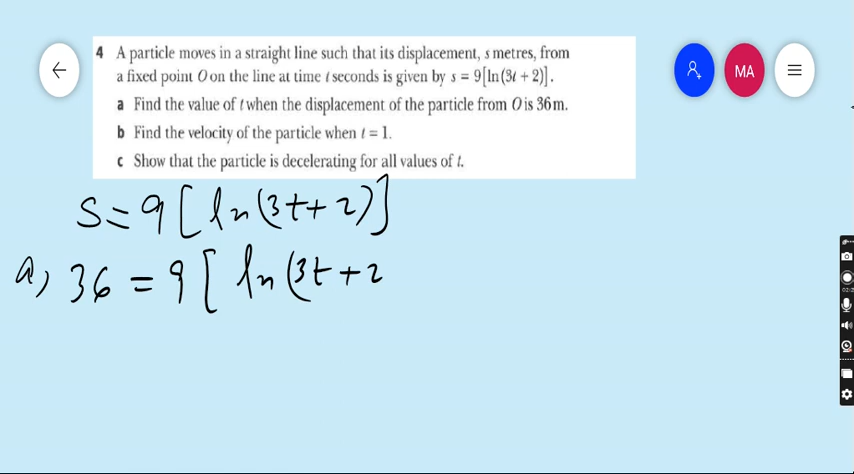 4 A particle moves in a straight line such that its displacement, s metres, from
a fixed point O on the line at time t seconds is given by s = 9[ln(3t + 2)].
a Find the value of t when the displacement of the particle from O is 36 m.
b Find the velocity of the particle when t = 1.
c Show that the particle is decelerating for all values of t.
MA
s = 9[ln(3t+2)]
a) 36 = 9[ln(3t+2